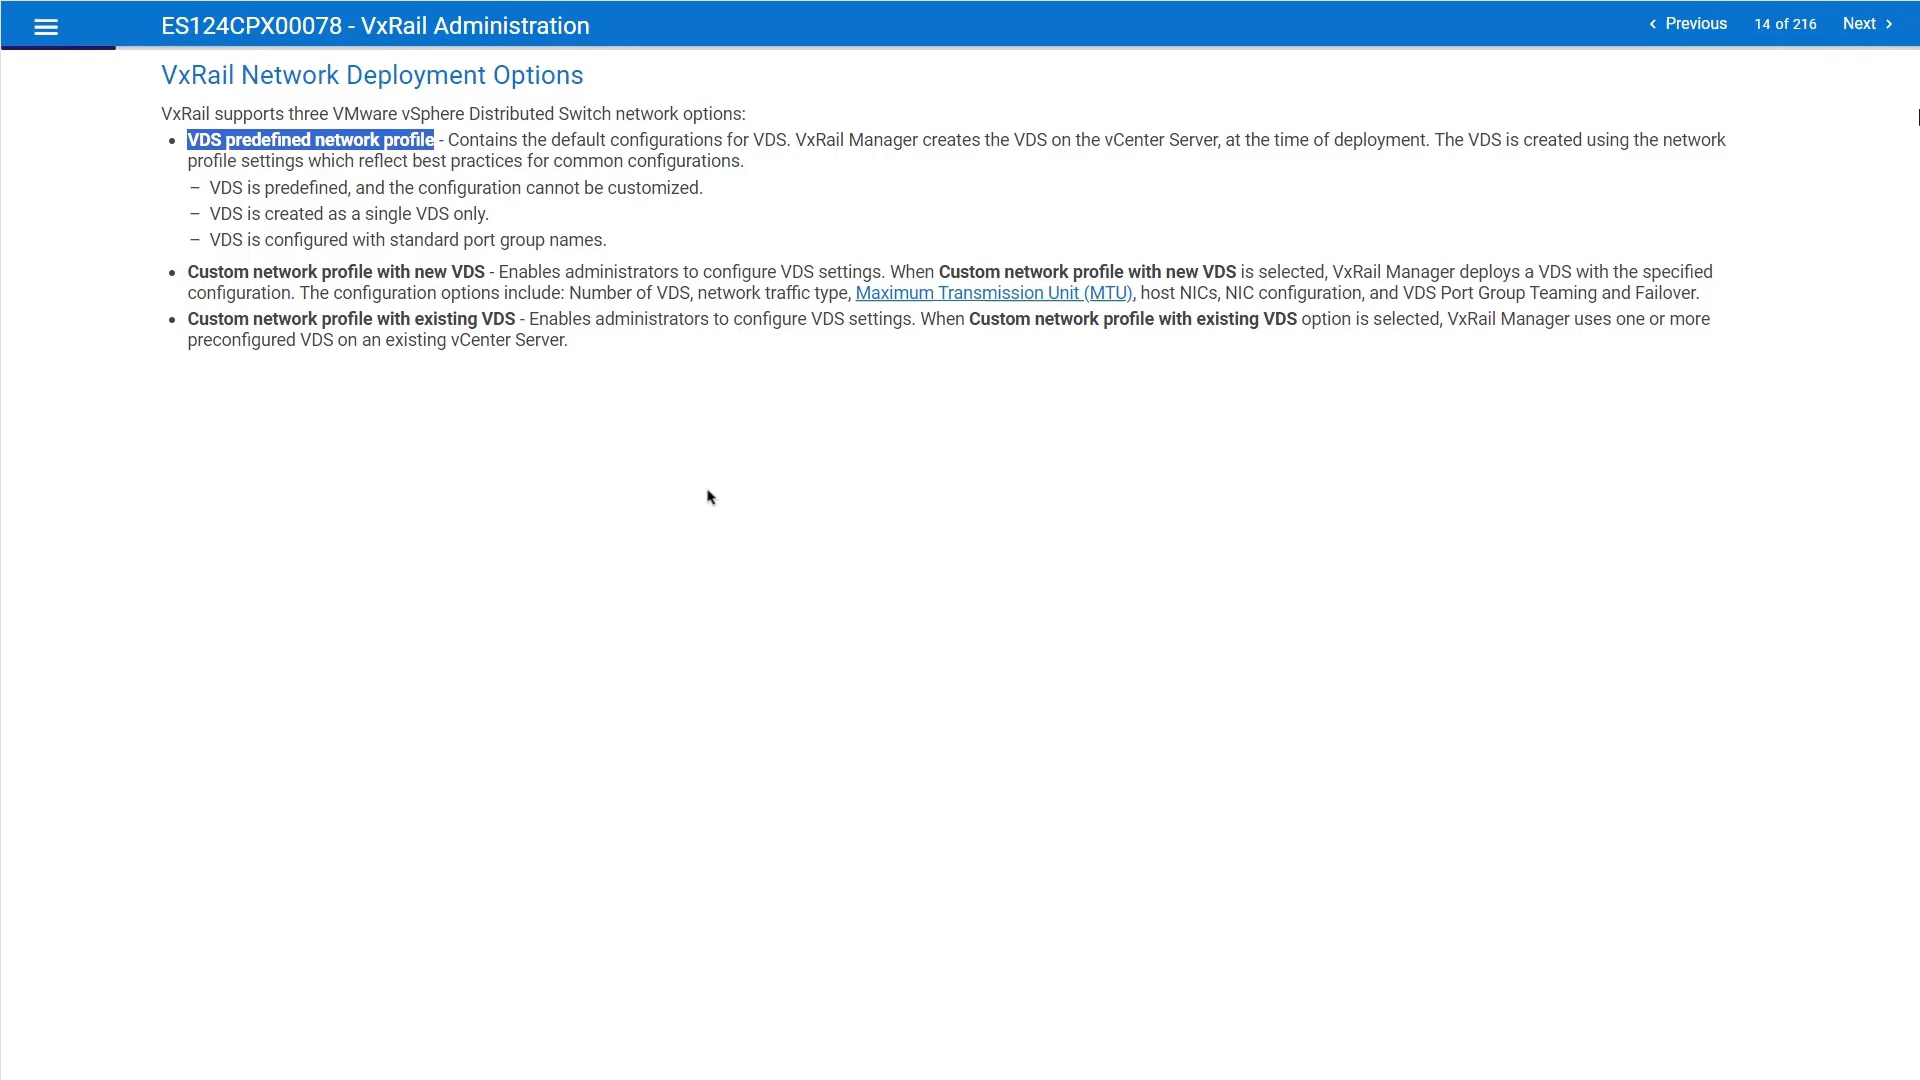 ES124CPX00078 - VxRail Administration
Previous
14 of 216
Next
VxRail Network Deployment Options
VxRail supports three VMware vSphere Distributed Switch network options:
• VDS predefined network profile - Contains the default configurations for VDS. VxRail Manager creates the VDS on the vCenter Server, at the time of deployment. The VDS is created using the network
profile settings which reflect best practices for common configurations.
– VDS is predefined, and the configuration cannot be customized.
– VDS is created as a single VDS only.
– VDS is configured with standard port group names.
• Custom network profile with new VDS - Enables administrators to configure VDS settings. When Custom network profile with new VDS is selected, VxRail Manager deploys a VDS with the specified
configuration. The configuration options include: Number of VDS, network traffic type, Maximum Transmission Unit (MTU), host NICs, NIC configuration, and VDS Port Group Teaming and Failover.
• Custom network profile with existing VDS - Enables administrators to configure VDS settings. When Custom network profile with existing VDS option is selected, VxRail Manager uses one or more
preconfigured VDS on an existing vCenter Server.